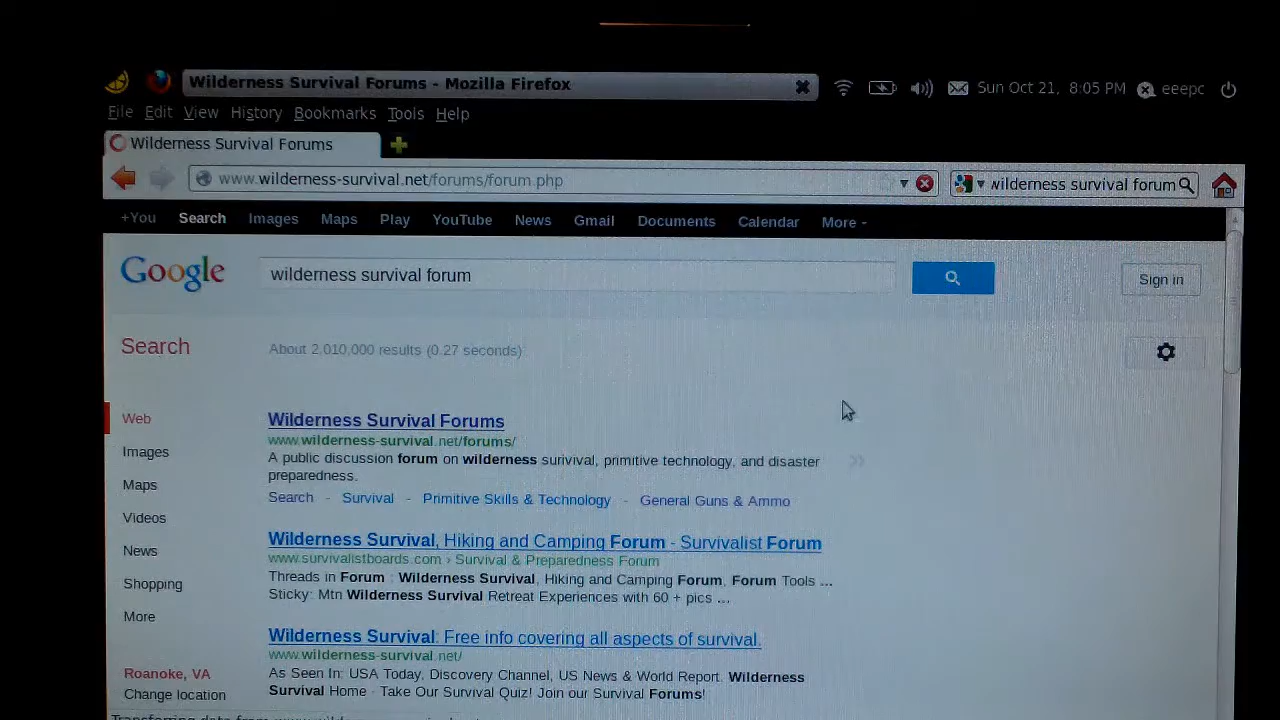 Wilderness Survival Forums - Mozilla Firefox
Sun Oct 21, 8:05 PM eeepc
File Edit View History Bookmarks Tools Help
Wilderness Survival Forums
www.wilderness-survival.net/forums/forum.php
wilderness survival forum
+You Search Images Maps Play YouTube News Gmail Documents Calendar More
Google
wilderness survival forum
Sign in
Search
About 2,010,000 results (0.27 seconds)
Web
Images
Maps
Videos
News
Shopping
More
Roanoke, VA
Change location
Wilderness Survival Forums
www.wilderness-survival.net/forums/
A public discussion forum on wilderness surivival, primitive technology, and disaster
preparedness.
Search - Survival - Primitive Skills & Technology - General Guns & Ammo
Wilderness Survival, Hiking and Camping Forum - Survivalist Forum
www.survivalistboards.com › Survival & Preparedness Forum
Threads in Forum : Wilderness Survival, Hiking and Camping Forum, Forum Tools ...
Sticky: Mtn Wilderness Survival Retreat Experiences with 60 + pics ...
Wilderness Survival: Free info covering all aspects of survival.
www.wilderness-survival.net/
As Seen In: USA Today, Discovery Channel, US News & World Report. Wilderness
Survival Home · Take Our Survival Quiz! Join our Survival Forums!